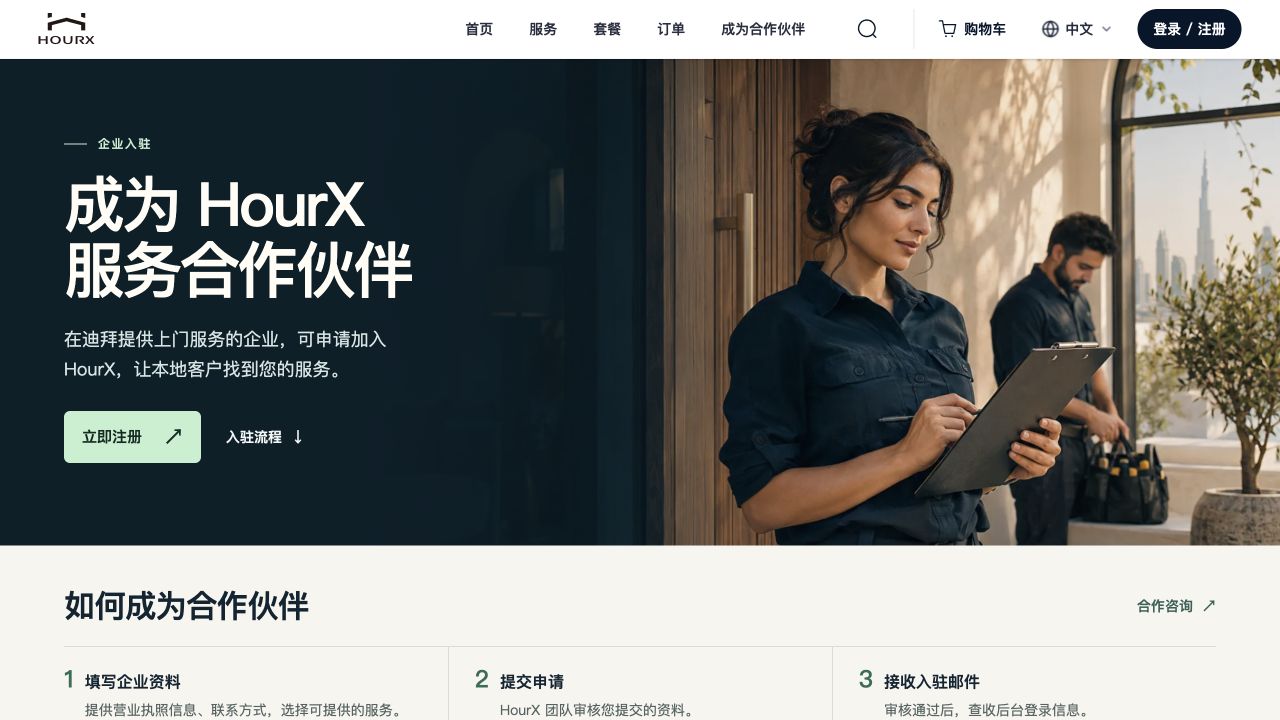 HOURX
首页 服务 套餐 订单 成为合作伙伴 购物车 中文 登录 / 注册
企业入驻
成为 HourX
服务合作伙伴
在迪拜提供上门服务的企业，可申请加入
HourX，让本地客户找到您的服务。
立即注册 ↗ 入驻流程 ↓
如何成为合作伙伴
合作咨询 ↗
1 填写企业资料
提供营业执照信息、联系方式，选择可提供的服务。
2 提交申请
HourX 团队审核您提交的资料。
3 接收入驻邮件
审核通过后，查收后台登录信息。